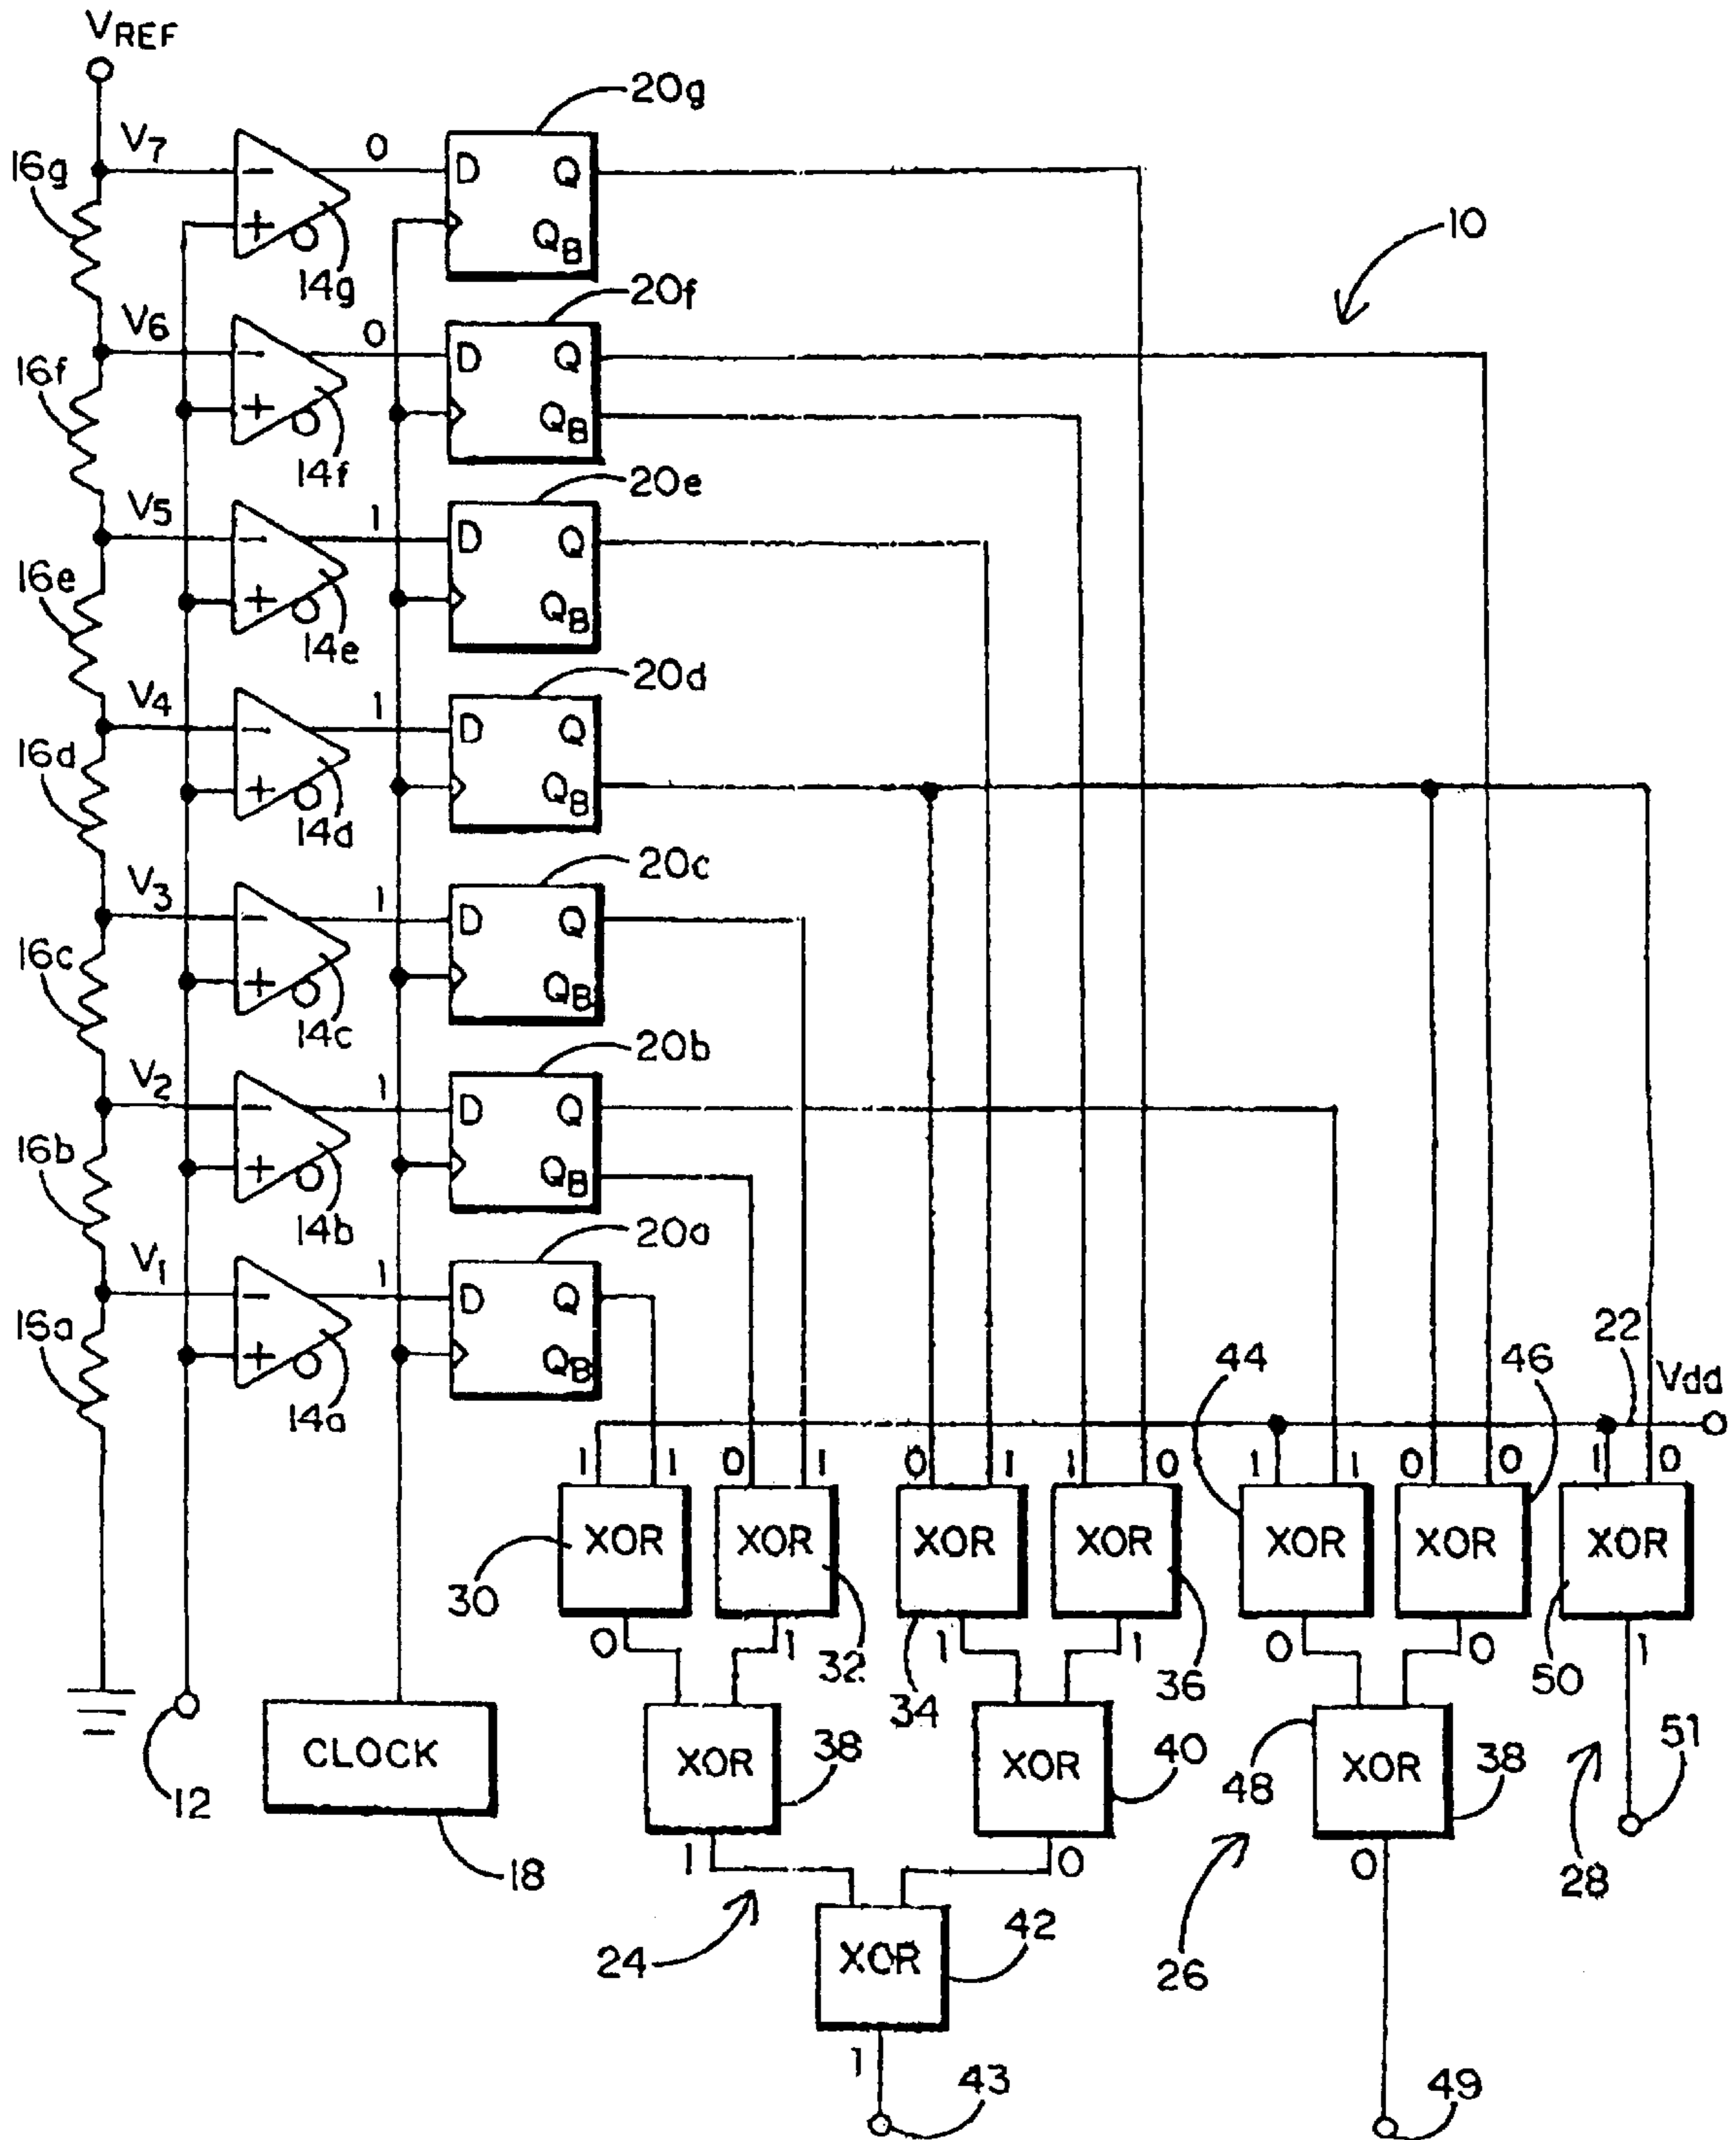 VREF
20g
V7
0
D
Q
16g
−
+
QB
10
14g
20f
V6
0
D
Q
16f
−
+
QB
14f
20e
V5
1
D
Q
16e
−
+
QB
14e
20d
V4
1
D
Q
16d
−
+
QB
14d
20c
V3
1
D
Q
16c
−
+
QB
14c
20b
V2
1
D
Q
16b
−
+
QB
14b
20a
V1
1
D
Q
16a
−
+
QB
14a
44
22
46
Vdd
1 1 0 1 0 1 1 0 1 1 0 0 1 0
XOR XOR XOR XOR XOR XOR XOR
30
0 1 1 1 0 0 1
32 34 36 50
CLOCK
XOR
38
XOR
40
48
XOR
38
51
12
18
1 0 0
28
24
XOR
42
26
1
43
49